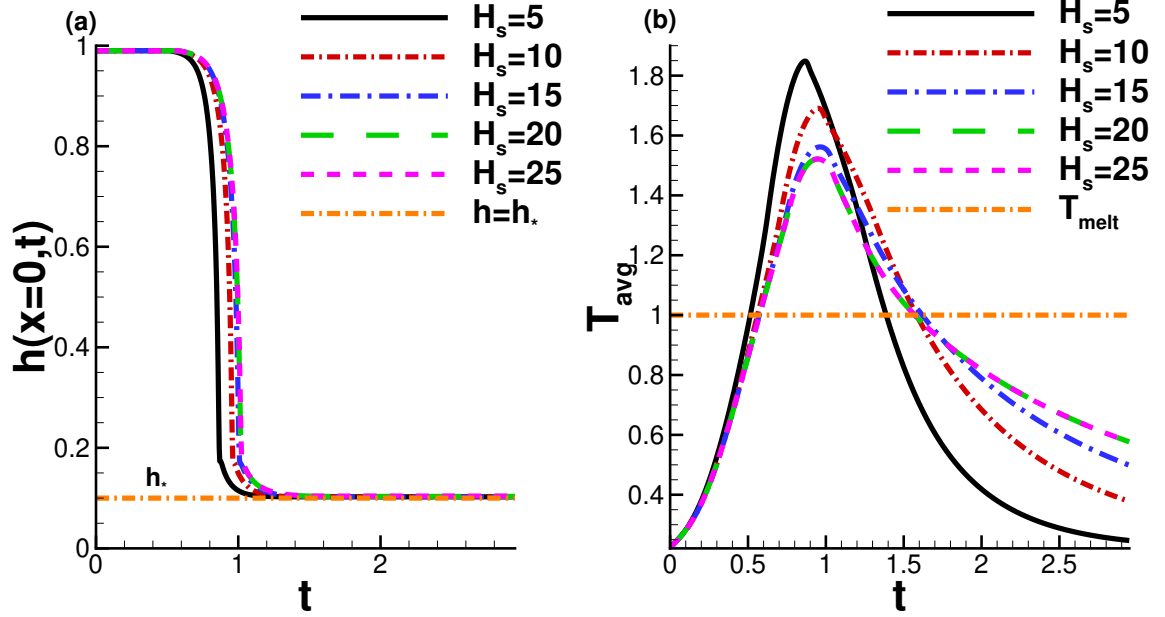 (a)
H_s=5
H_s=10
H_s=15
H_s=20
H_s=25
h=h_*
h(x=0,t)
1
0.8
0.6
0.4
0.2
0
h_*
0
1
2
t
(b)
H_s=5
H_s=10
H_s=15
H_s=20
H_s=25
T_melt
T_avg
1.8
1.6
1.4
1.2
1
0.8
0.6
0.4
0
0.5
1
1.5
2
2.5
t